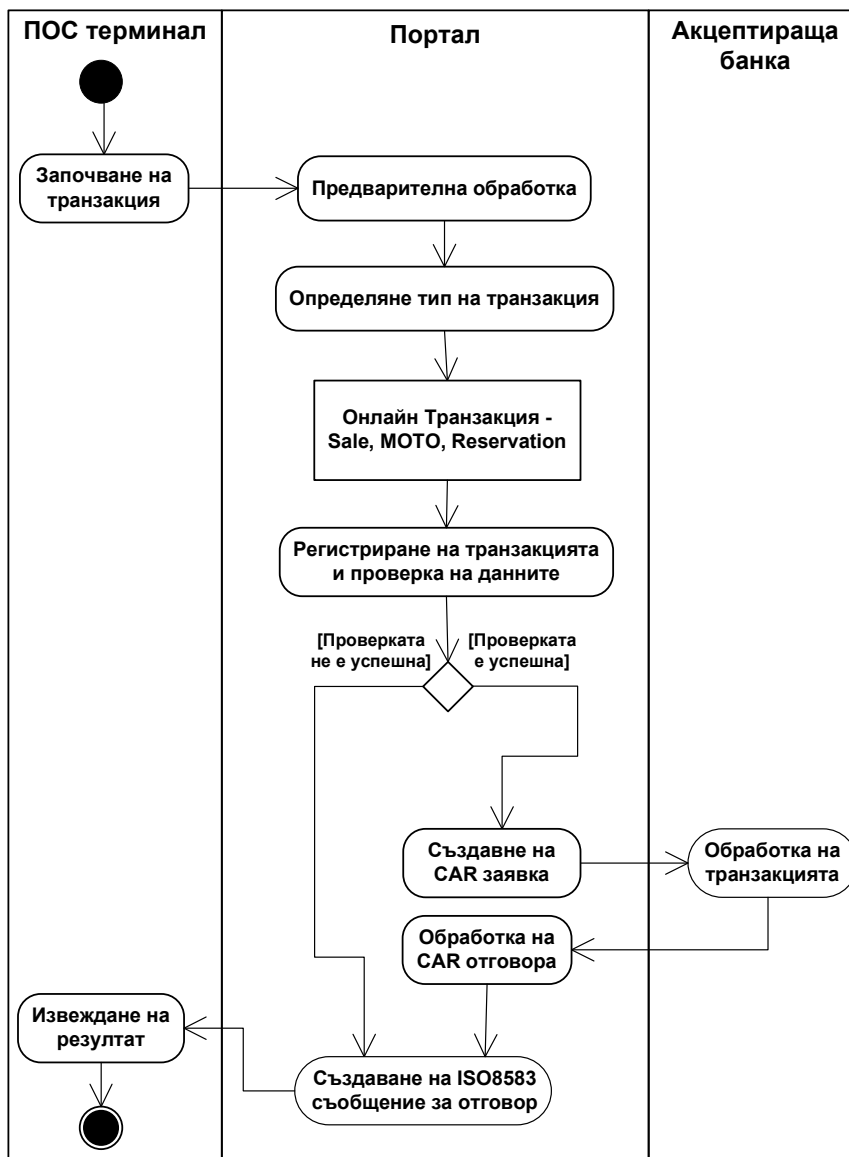 ПОС терминал
Портал
Акцептираща
банка
Започване на
транзакция
Предварителна обработка
Определяне тип на транзакция
Онлайн Транзакция -
Sale, MOTO, Reservation
Регистриране на транзакцията
и проверка на данните
[Проверката
не е успешна]
[Проверката
е успешна]
Създавне на
CAR заявка
Обработка на
транзакцията
Обработка на
CAR отговора
Извеждане на
резултат
Създаване на ISO8583
съобщение за отговор